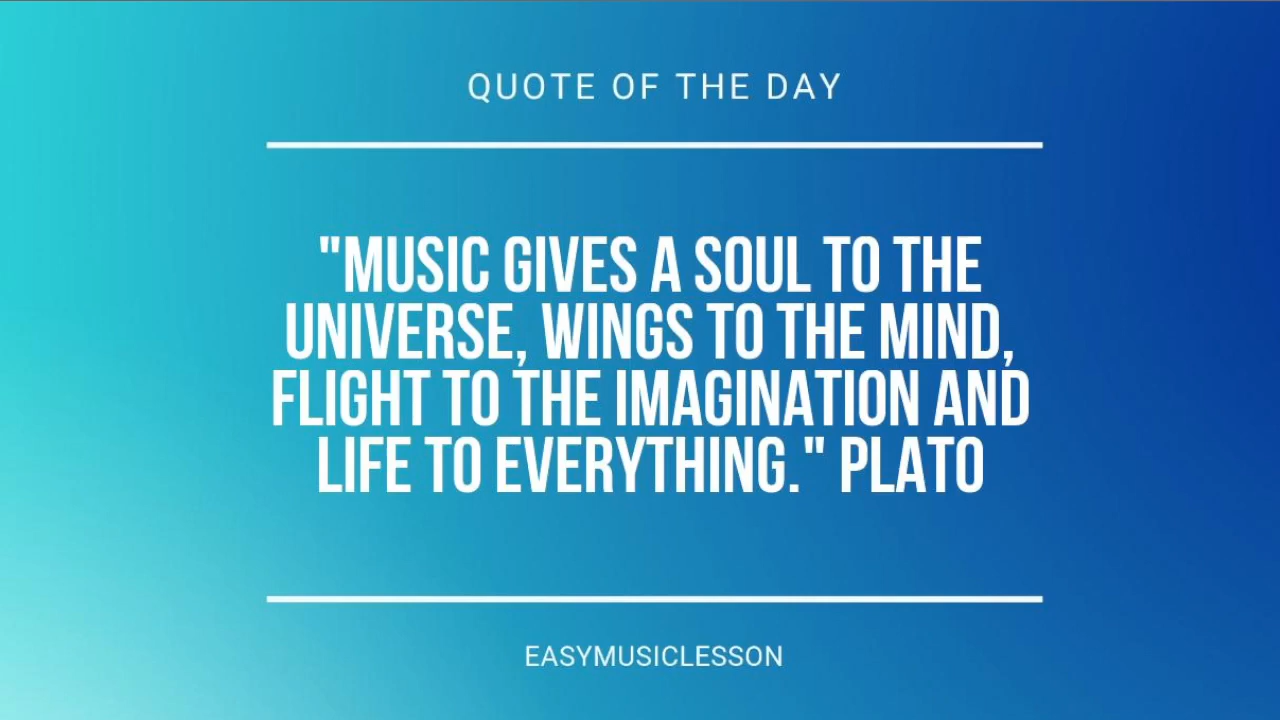 QUOTE OF THE DAY
"MUSIC GIVES A SOUL TO THE
UNIVERSE, WINGS TO THE MIND,
FLIGHT TO THE IMAGINATION AND
LIFE TO EVERYTHING." PLATO
EASYMUSICLESSON